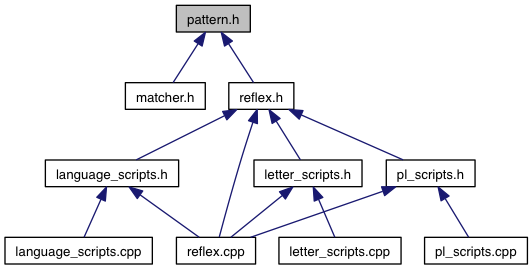 pattern.h
matcher.h
reflex.h
language_scripts.h
letter_scripts.h
pl_scripts.h
language_scripts.cpp
reflex.cpp
letter_scripts.cpp
pl_scripts.cpp